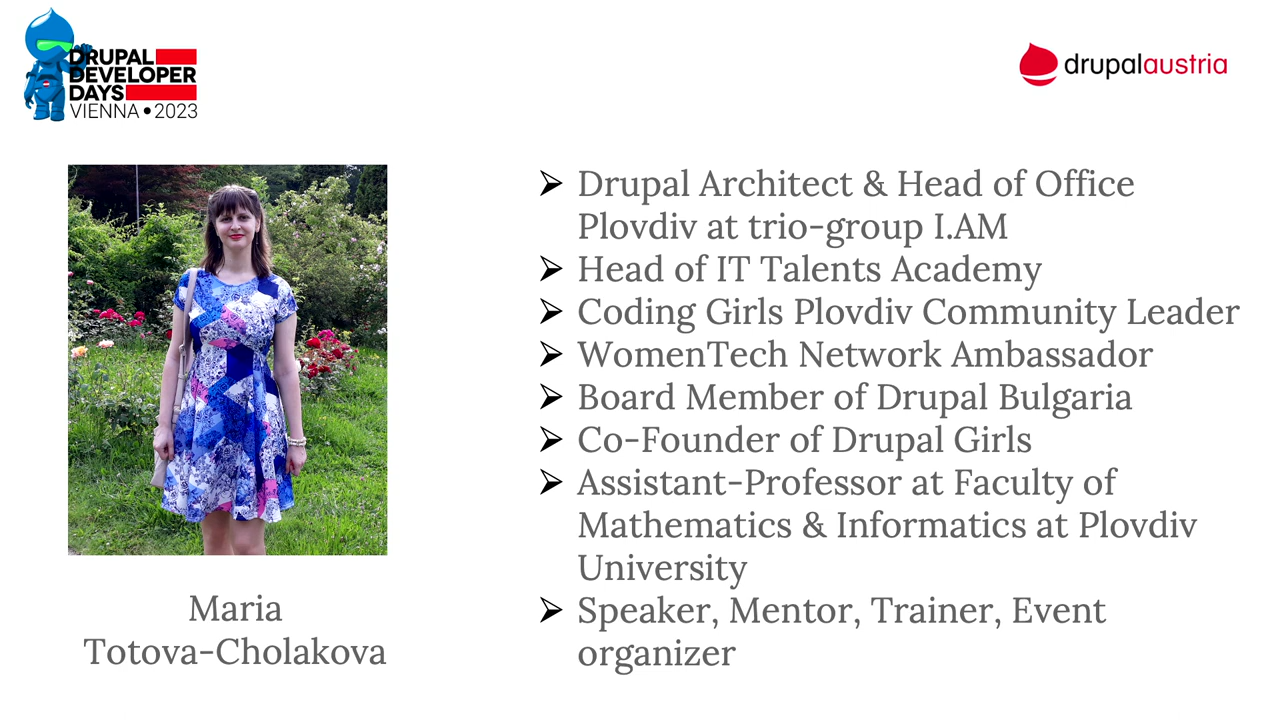 DRUPAL
DEVELOPER
DAYS
VIENNA • 2023
drupalaustria
Maria
Totova-Cholakova
➢ Drupal Architect & Head of Office
Plovdiv at trio-group I.AM
➢ Head of IT Talents Academy
➢ Coding Girls Plovdiv Community Leader
➢ WomenTech Network Ambassador
➢ Board Member of Drupal Bulgaria
➢ Co-Founder of Drupal Girls
➢ Assistant-Professor at Faculty of
Mathematics & Informatics at Plovdiv
University
➢ Speaker, Mentor, Trainer, Event
organizer